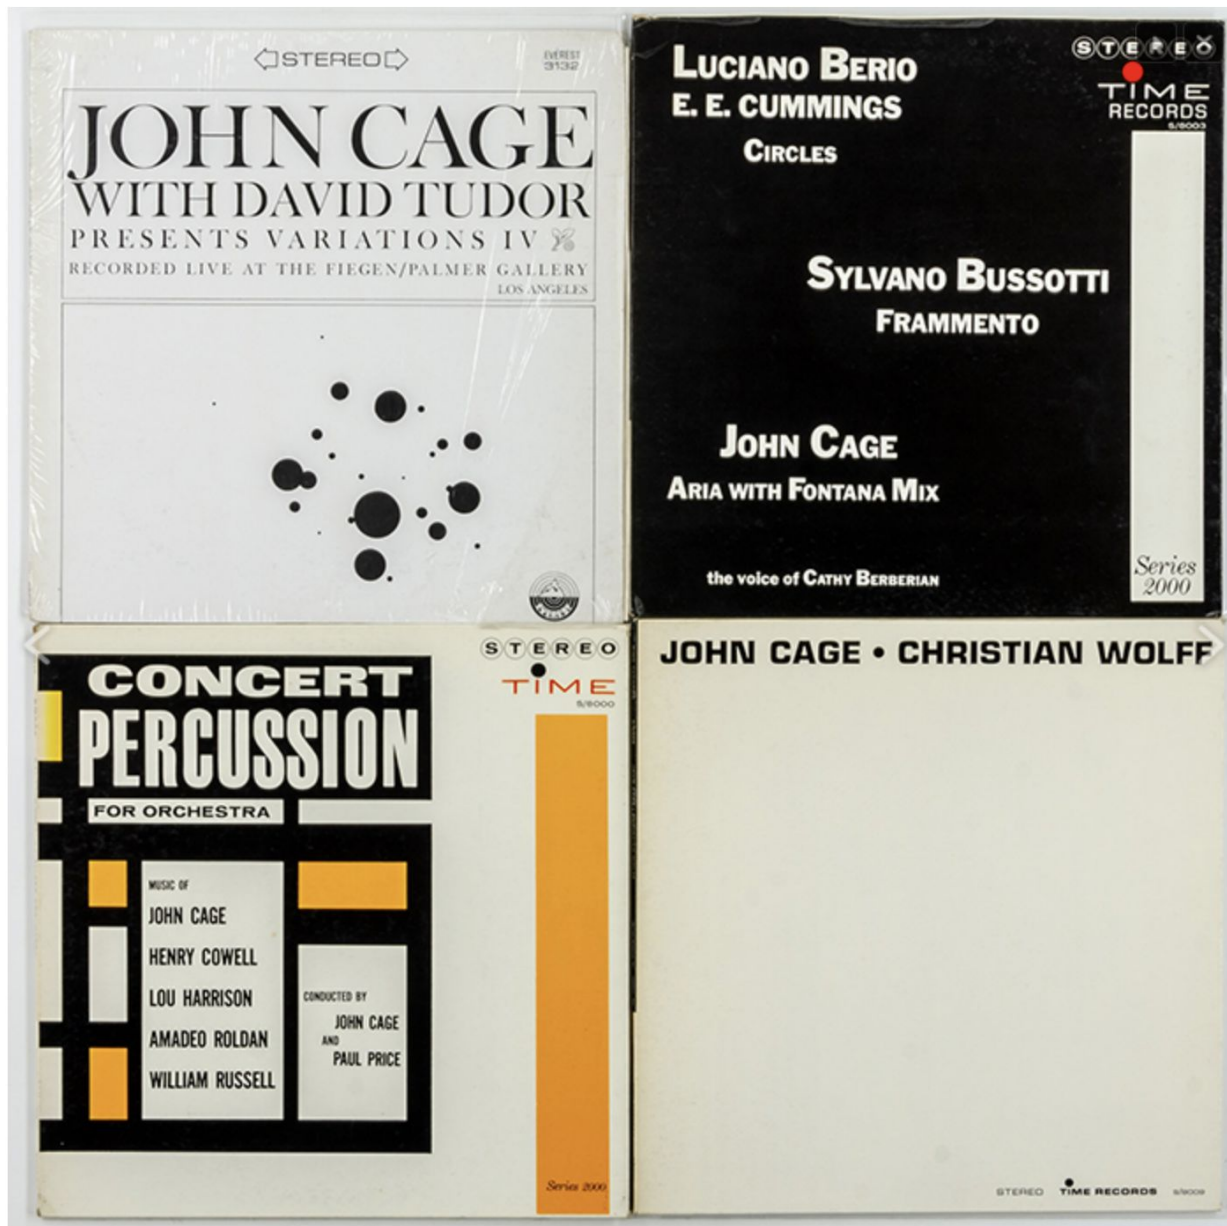 STEREO
EVEREST
3132
JOHN CAGE
WITH DAVID TUDOR
PRESENTS VARIATIONS IV
RECORDED LIVE AT THE FIEGEN/PALMER GALLERY
LOS ANGELES
STEREO
TIME
RECORDS
S/8003
LUCIANO BERIO
E. E. CUMMINGS
CIRCLES
SYLVANO BUSSOTTI
FRAMMENTO
JOHN CAGE
ARIA WITH FONTANA MIX
the voice of CATHY BERBERIAN
Series
2000
STEREO
TIME
S/8000
CONCERT
PERCUSSION
FOR ORCHESTRA
MUSIC OF
JOHN CAGE
HENRY COWELL
LOU HARRISON
AMADEO ROLDAN
WILLIAM RUSSELL
CONDUCTED BY
JOHN CAGE
AND
PAUL PRICE
Series 2000
JOHN CAGE • CHRISTIAN WOLFF
STEREO TIME RECORDS S/8009